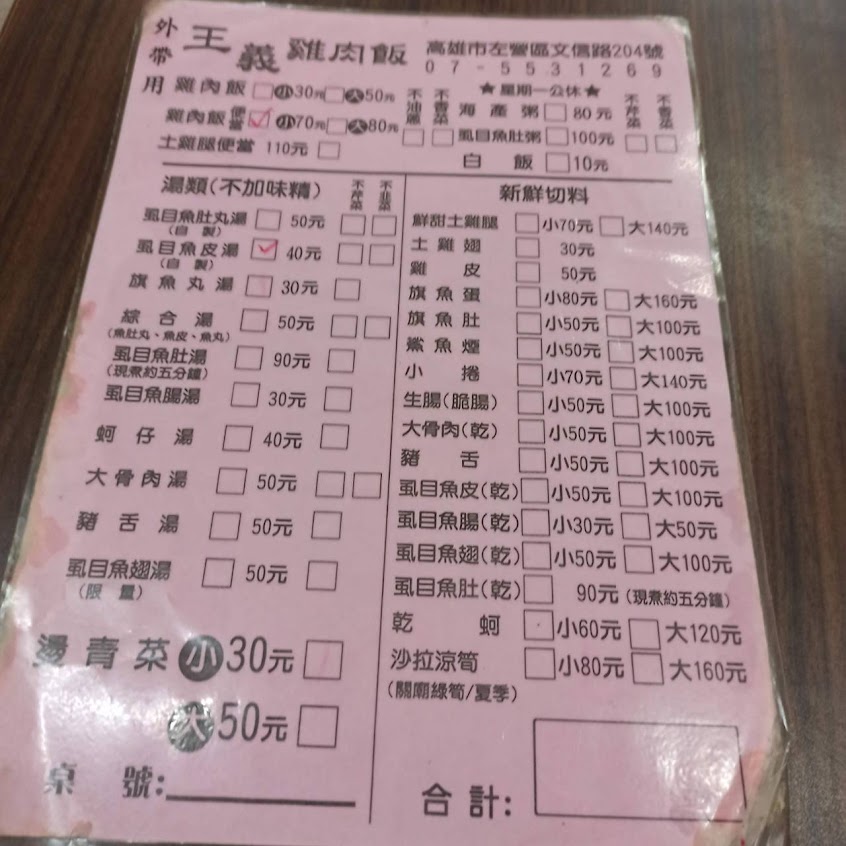 外帶用
王義雞肉飯
高雄市左營區文信路204號
07-5531269
★星期一公休★
雞肉飯 □小30元□大50元
不油蔥 不香菜
雞肉飯便當 ☑小70元□大80元 □ □
土雞腿便當 110元 □
不芹菜 不香菜
海產粥 □ 80元
虱目魚肚粥 □100元 □ □
白飯 □10元
湯類(不加味精)
不芹菜 不韭菜
虱目魚肚丸湯 □ 50元 □ □
(自製)
虱目魚皮湯 ☑ 40元 □ □
(自製)
旗魚丸湯 □ 30元 □
綜合湯 □ 50元 □ □
(魚肚丸、魚皮、魚丸)
虱目魚肚湯 □ 90元 □
(現煮約五分鐘)
虱目魚腸湯 □ 30元 □
蚵仔湯 □ 40元 □
大骨肉湯 □ 50元 □ □
豬舌湯 □ 50元 □
虱目魚翅湯 □ 50元 □
(限量)
燙青菜 小30元 □
大50元 □
桌號:
新鮮切料
鮮甜土雞腿 □小70元 □大140元
土雞翅 □ 30元
雞皮 □ 50元
旗魚蛋 □小80元 □大160元
旗魚肚 □小50元 □大100元
鯊魚煙 □小50元 □大100元
小捲 □小70元 □大140元
生腸(脆腸) □小50元 □大100元
大骨肉(乾) □小50元 □大100元
豬舌 □小50元 □大100元
虱目魚皮(乾) □小50元 □大100元
虱目魚腸(乾) □小30元 □大50元
虱目魚翅(乾) □小50元 □大100元
虱目魚肚(乾) □ 90元(現煮約五分鐘)
乾蚵 □小60元 □大120元
沙拉涼筍 □小80元 □大160元
(關廟綠筍/夏季)
合計: